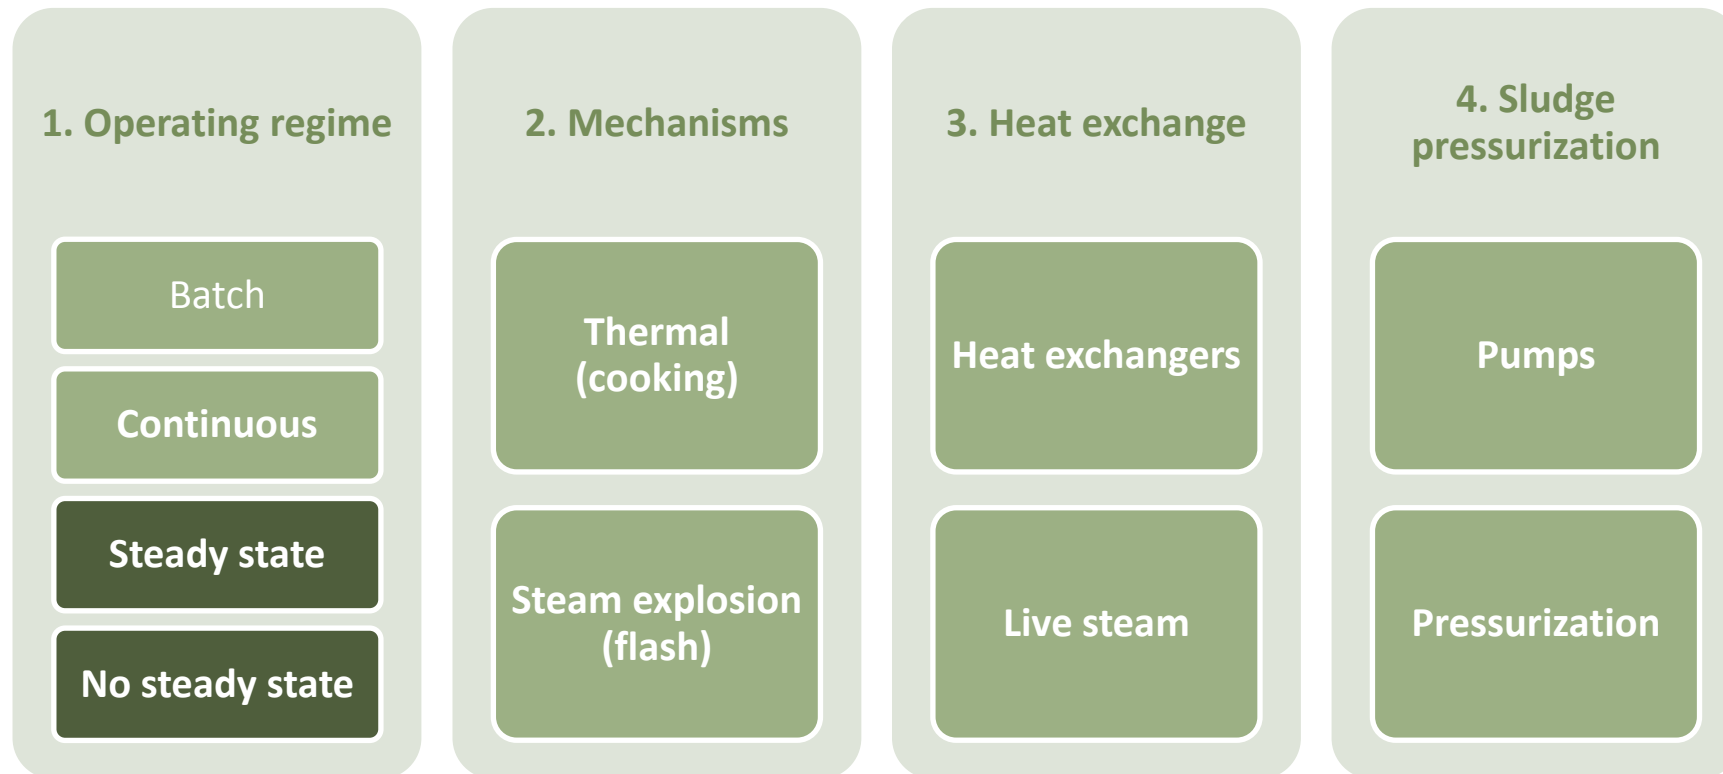 1. Operating regime
Batch
Continuous
Steady state
No steady state
2. Mechanisms
Thermal
(cooking)
Steam explosion
(flash)
3. Heat exchange
Heat exchangers
Live steam
4. Sludge
pressurization
Pumps
Pressurization